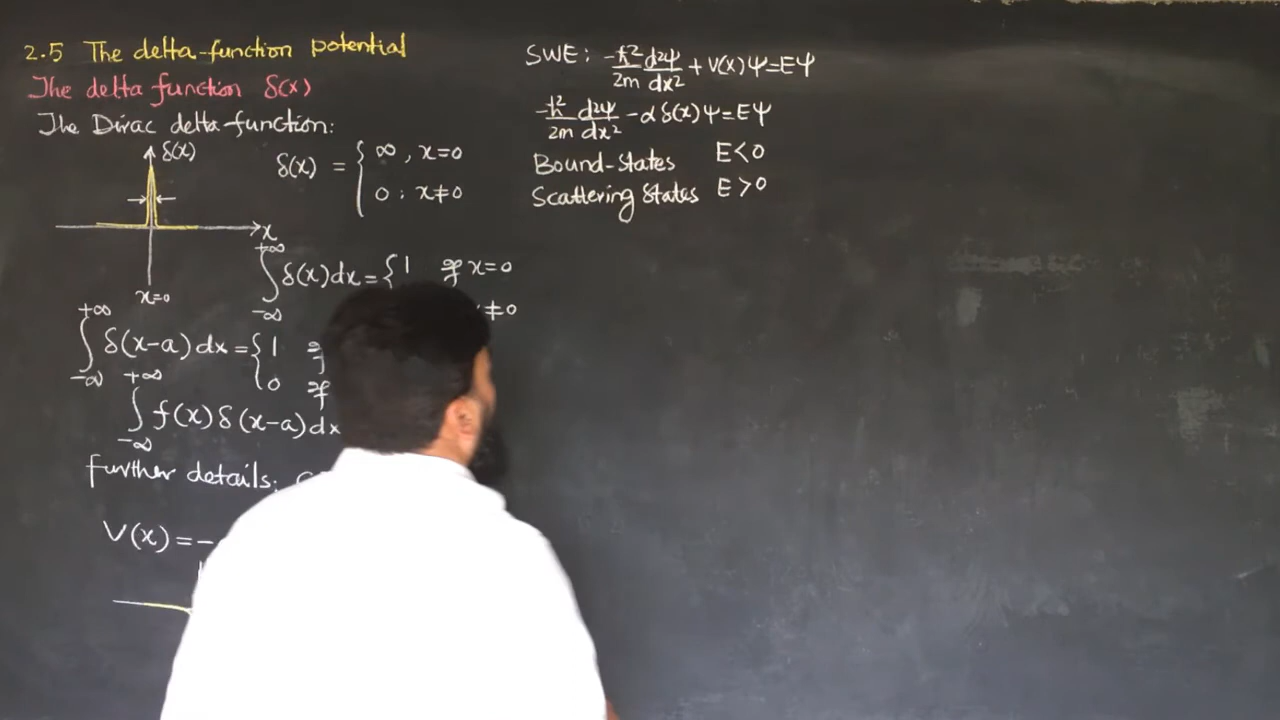 2.5 The delta-function potential
The delta function δ(x)
The Dirac delta-function:
δ(x)
δ(x) = { ∞ , x=0
0 : x≠0
x
x=0
∫_{-∞}^{+∞} δ(x)dx = { 1 if x=0
≠0
∫_{-∞}^{+∞} δ(x-a)dx = { 1 if
0 if
∫_{-∞}^{+∞} f(x) δ(x-a)dx
further details:
V(x) = -
SWE: -ħ²/2m d²ψ/dx² + V(x)ψ=Eψ
-ħ²/2m d²ψ/dx² - α δ(x)ψ=Eψ
Bound-states E<0
Scattering States E>0